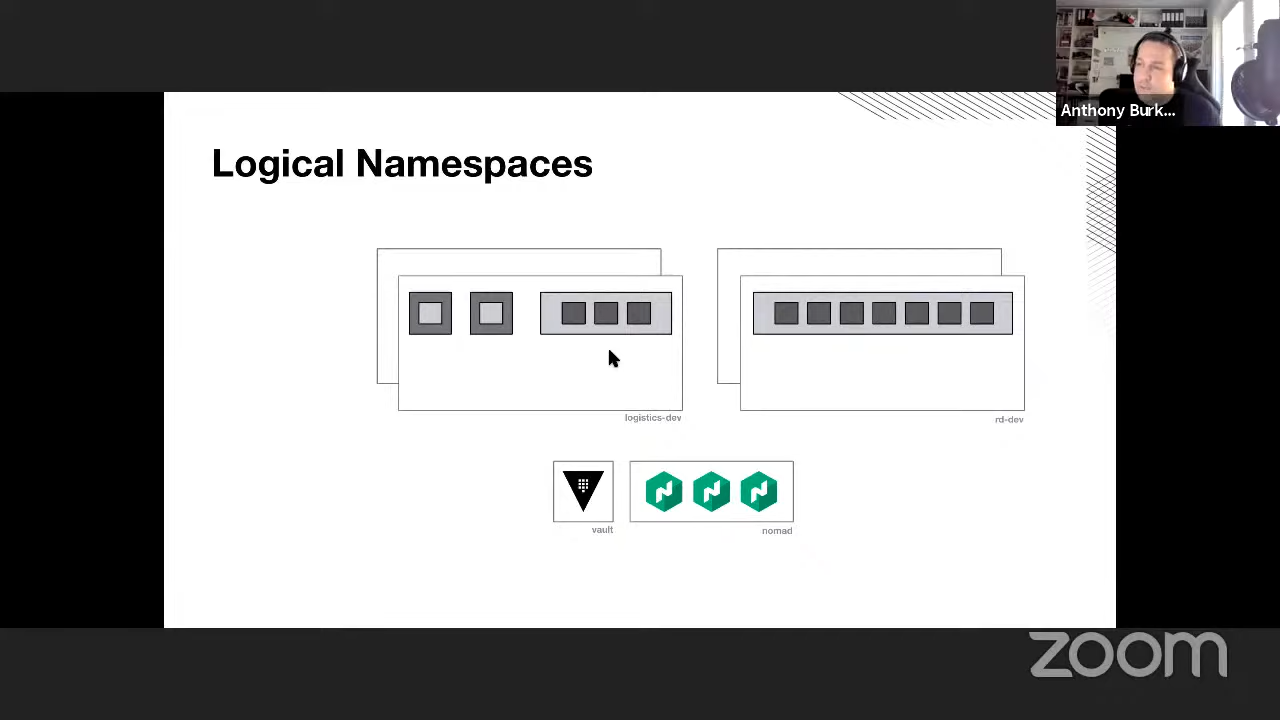 Anthony Burk...
Logical Namespaces
logistics-dev
rd-dev
vault
nomad
zoom